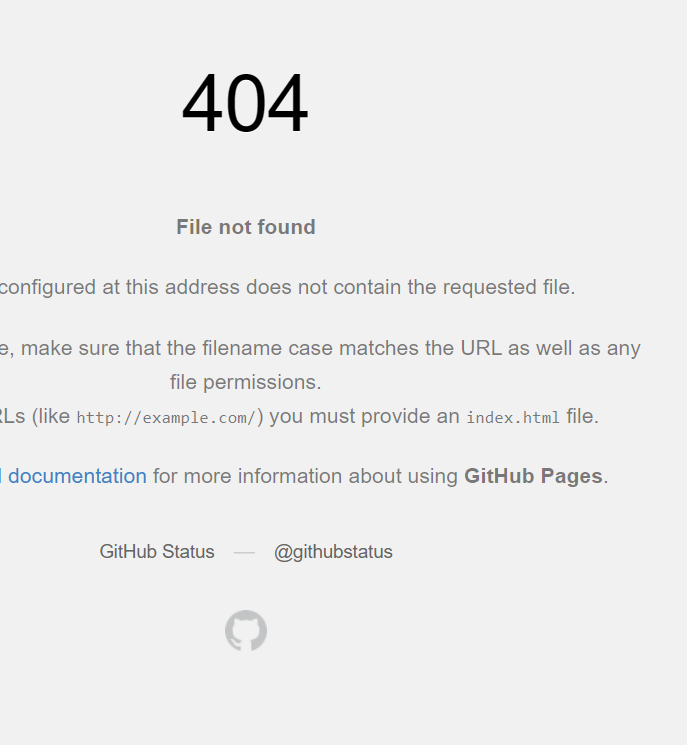 404
File not found
configured at this address does not contain the requested file.
make sure that the filename case matches the URL as well as any
file permissions.
(like http://example.com/) you must provide an index.html file.
documentation for more information about using GitHub Pages.
GitHub Status — @githubstatus